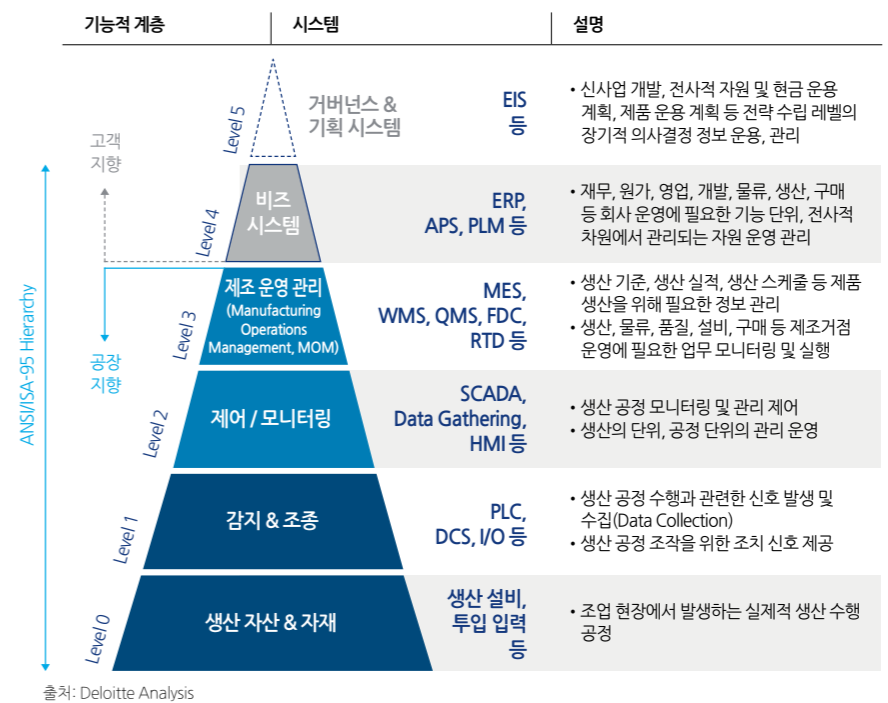 기능적 계층
시스템
설명
Level 5
거버넌스 &
기획 시스템
EIS
등
• 신사업 개발, 전사적 자원 및 현금 운용
계획, 제품 운용 계획 등 전략 수립 레벨의
장기적 의사결정 정보 운용, 관리
고객
지향
Level 4
비즈
시스템
ERP,
APS, PLM 등
• 재무, 원가, 영업, 개발, 물류, 생산, 구매
등 회사 운영에 필요한 기능 단위, 전사적
차원에서 관리되는 자원 운영 관리
ANSI/ISA-95 Hierarchy
공장
지향
Level 3
제조 운영 관리
(Manufacturing
Operations
Management, MOM)
MES,
WMS, QMS, FDC,
RTD 등
• 생산 기준, 생산 실적, 생산 스케줄 등 제품
생산을 위해 필요한 정보 관리
• 생산, 물류, 품질, 설비, 구매 등 제조거점
운영에 필요한 업무 모니터링 및 실행
Level 2
제어 / 모니터링
SCADA,
Data Gathering,
HMI 등
• 생산 공정 모니터링 및 관리 제어
• 생산의 단위, 공정 단위의 관리 운영
Level 1
감지 & 조종
PLC,
DCS, I/O 등
• 생산 공정 수행과 관련한 신호 발생 및
수집(Data Collection)
• 생산 공정 조작을 위한 조치 신호 제공
Level 0
생산 자산 & 자재
생산 설비,
투입 입력
등
• 조업 현장에서 발생하는 실제적 생산 수행
공정
출처: Deloitte Analysis